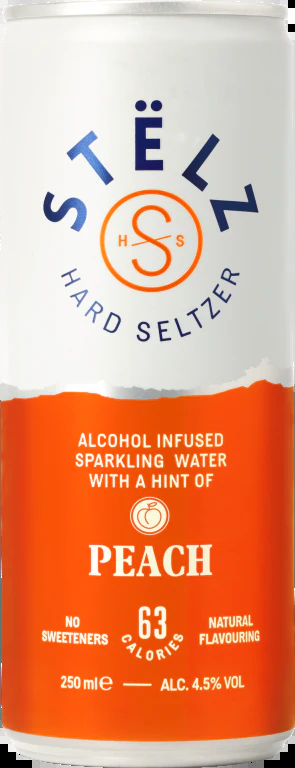 STËLZ
H S S
HARD SELTZER
ALCOHOL INFUSED
SPARKLING WATER
WITH A HINT OF
PEACH
NO
SWEETENERS
63
CALORIES
NATURAL
FLAVOURING
250 ml℮ — ALC. 4.5% VOL